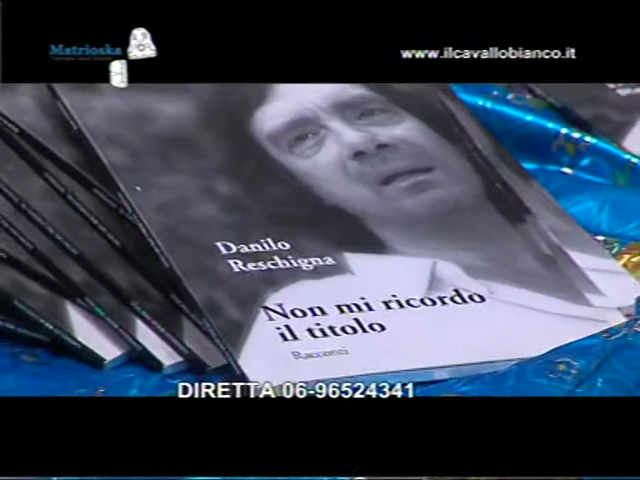 Matrioska
www.ilcavallobianco.it
Danilo
Reschigna
Non mi ricordo
il titolo
Racconti
DIRETTA 06-96524341